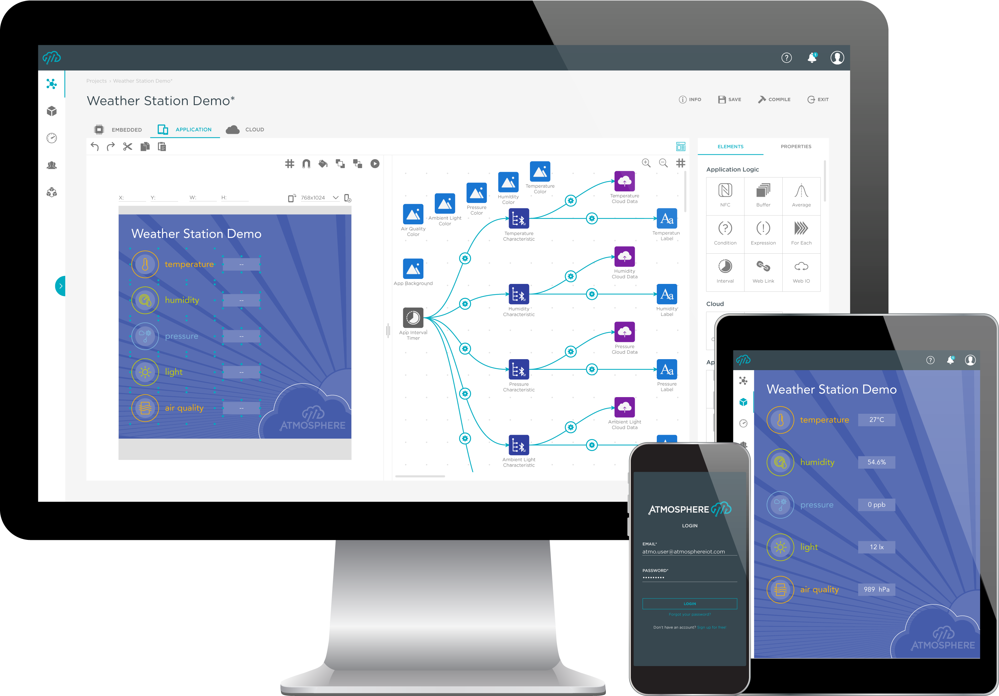 1
Projects › Weather Station Demo*
Weather Station Demo*
INFO SAVE COMPILE EXIT
EMBEDDED APPLICATION CLOUD
ELEMENTS PROPERTIES
X: Y: W: H: 768x1024
Weather Station Demo
temperature --
humidity --
pressure --
light --
air quality --
ATMOSPHERE
Temperature
Color
Humidity
Color
Pressure
Color
Ambient Light
Color
Air Quality
Color
App Background
App Interval
Timer
Temperature
Cloud Data
Temperature
Characteristic
Aa
Temperature
Label
Humidity
Cloud Data
Humidity
Characteristic
Aa
Humidity
Label
Pressure
Cloud Data
Pressure
Characteristic
Aa
Pressure
Label
Ambient Light
Cloud Data
Ambient Light
Characteristic
Application Logic
NFC Buffer Average
Condition Expression For Each
Interval Web Link Web IO
Cloud
Ap
ATMOSPHERE
LOGIN
EMAIL*
atmo.user@atmosphereiot.com
PASSWORD*
•••••••••
LOGIN
Forgot your password?
Don't have an account? Sign up for free!
1
Weather Station Demo
temperature 27°C
humidity 54.6%
pressure 0 ppb
light 12 lx
air quality 989 hPa
ATMOSPHERE